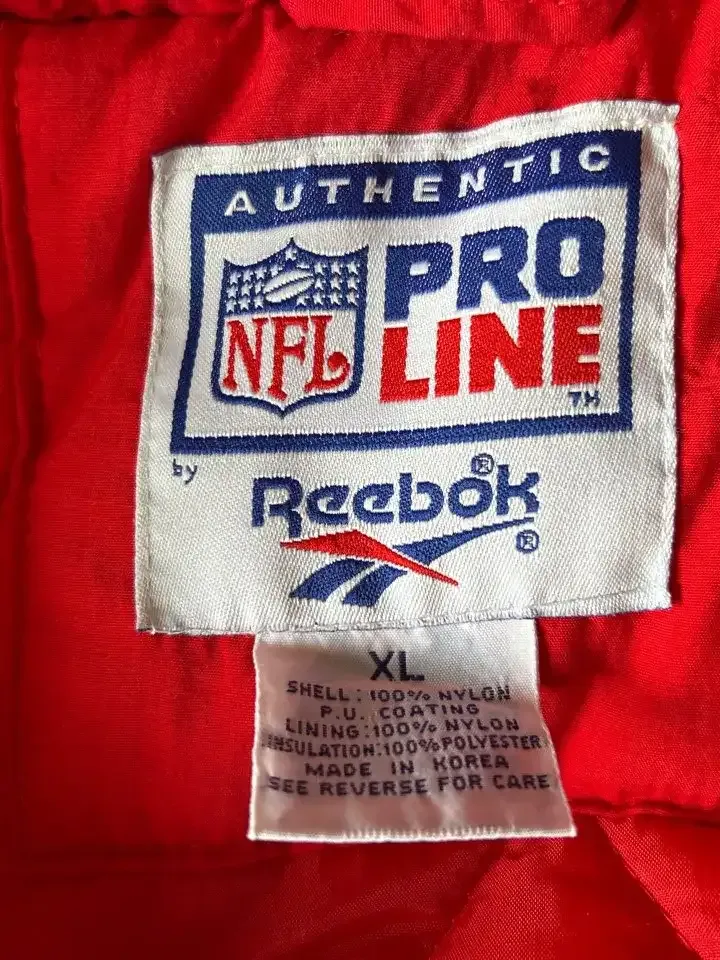 AUTHENTIC
NFL
PRO
LINE
TM
by
Reebok®
®
XL
SHELL: 100% NYLON
P.U. COATING
LINING:100% NYLON
INSULATION:100%POLYESTER
MADE IN KOREA
SEE REVERSE FOR CARE